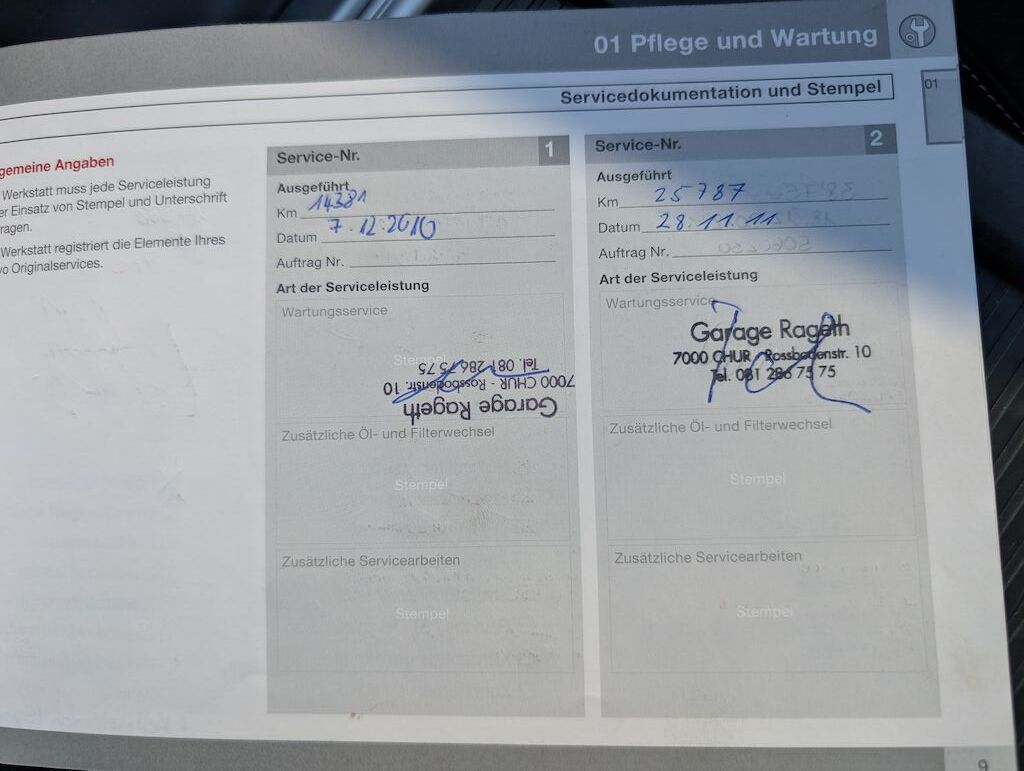 01 Pflege und Wartung
Servicedokumentation und Stempel
01
gemeine Angaben
Werkstatt muss jede Serviceleistung
er Einsatz von Stempel und Unterschrift
ragen.
Werkstatt registriert die Elemente Ihres
vo Originalservices.
Service-Nr. 1
Ausgeführt
Km 14381
Datum 7.12.2010
Auftrag Nr.
Art der Serviceleistung
Wartungsservice
Stempel
Garage Rageth
7000 CHUR - Rossbodenstr. 10
Tel. 081 286 75 75
Zusätzliche Öl- und Filterwechsel
Stempel
Zusätzliche Servicearbeiten
Stempel
Service-Nr. 2
Ausgeführt
Km 25787
Datum 28.11.11
Auftrag Nr.
Art der Serviceleistung
Wartungsservice
Garage Rageth
7000 CHUR - Rossbodenstr. 10
Tel. 081 286 75 75
Zusätzliche Öl- und Filterwechsel
Stempel
Zusätzliche Servicearbeiten
Stempel
9